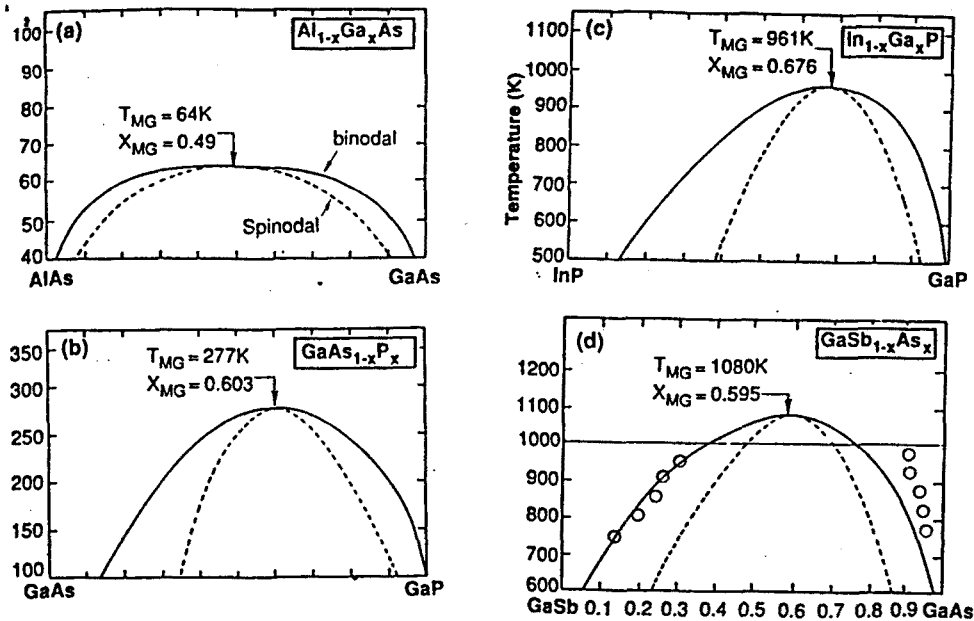 (a)
Al1-xGaxAs
100
90
80
70
60
50
40
TMG = 64K
XMG = 0.49
binodal
Spinodal
AlAs
GaAs
(c)
In1-xGaxP
1100
1000
900
800
700
600
500
Temperature (K)
TMG = 961K
XMG = 0.676
InP
GaP
(b)
GaAs1-xPx
350
300
250
200
150
100
TMG = 277K
XMG = 0.603
GaAs
GaP
(d)
GaSb1-xAsx
1200
1100
1000
900
800
700
600
TMG = 1080K
XMG = 0.595
GaSb 0.1 0.2 0.3 0.4 0.5 0.6 0.7 0.8 0.9 GaAs